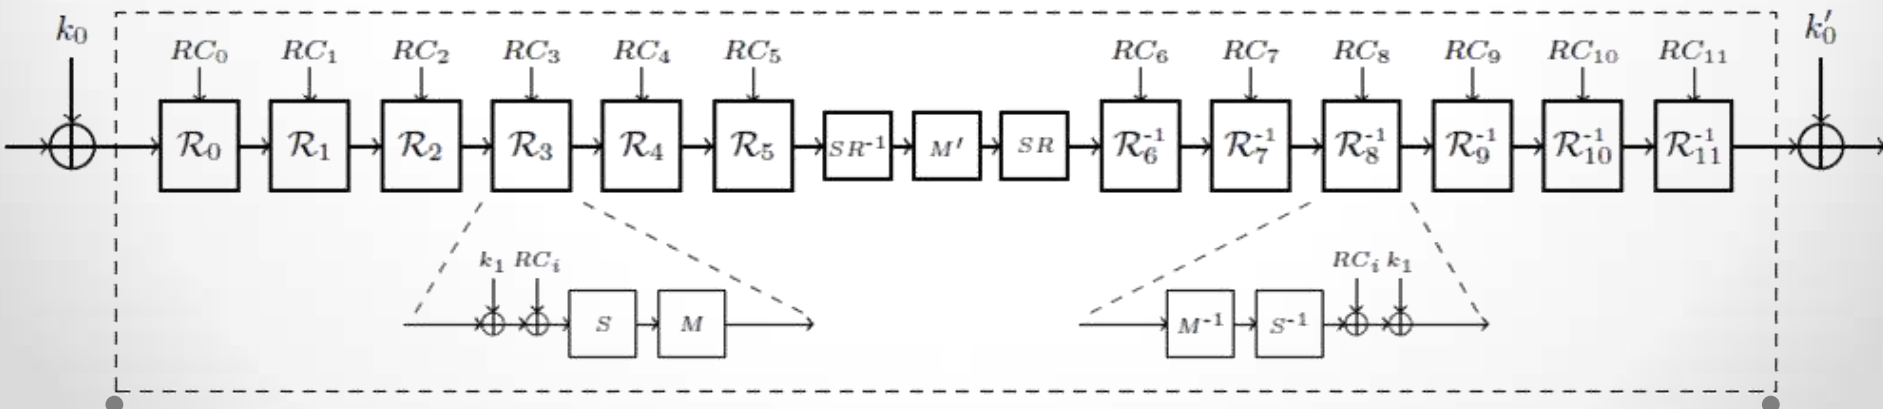 k₀ k′₀
RC₀ RC₁ RC₂ RC₃ RC₄ RC₅ RC₆ RC₇ RC₈ RC₉ RC₁₀ RC₁₁
ℛ₀ ℛ₁ ℛ₂ ℛ₃ ℛ₄ ℛ₅ SR⁻¹ M′ SR ℛ₆⁻¹ ℛ₇⁻¹ ℛ₈⁻¹ ℛ₉⁻¹ ℛ₁₀⁻¹ ℛ₁₁⁻¹
k₁ RCᵢ RCᵢ k₁
S M M⁻¹ S⁻¹